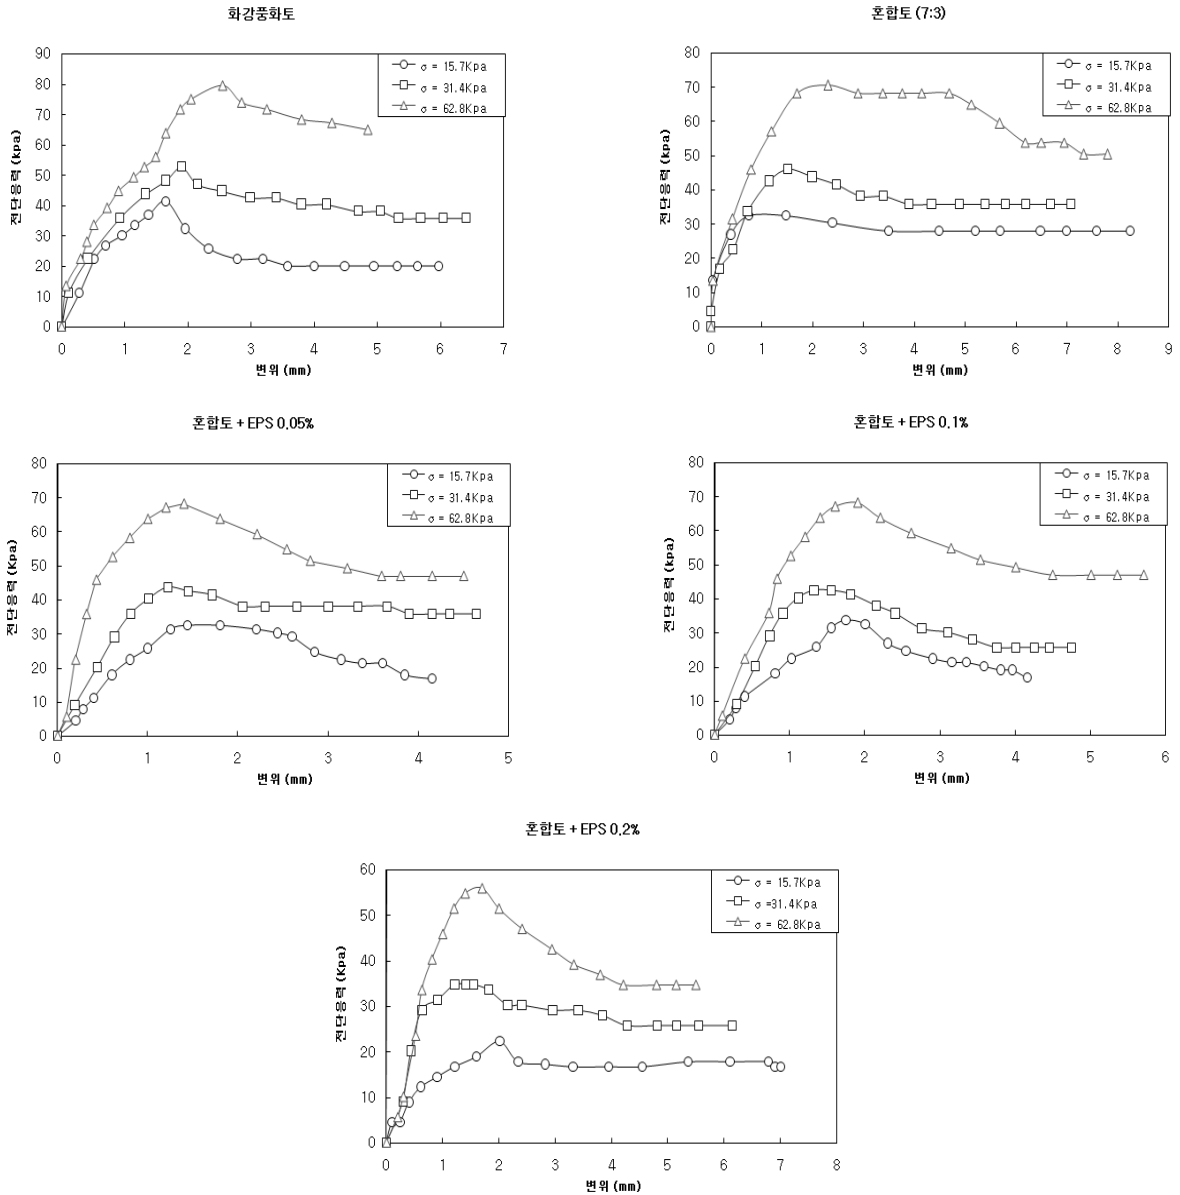 화강풍화토
90
80
70
60
50
40
30
20
10
0
전단응력 (kpa)
σ = 15.7Kpa
σ = 31.4Kpa
σ = 62.8Kpa
0 1 2 3 4 5 6 7
변위 (mm)
혼합토 (7:3)
80
70
60
50
40
30
20
10
0
전단응력 (kpa)
σ = 15.7Kpa
σ = 31.4Kpa
σ = 62.8Kpa
0 1 2 3 4 5 6 7 8 9
변위 (mm)
혼합토 + EPS 0.05%
80
70
60
50
40
30
20
10
0
전단응력 (Kpa)
σ = 15.7Kpa
σ = 31.4Kpa
σ = 62.8Kpa
0 1 2 3 4 5
변위 (mm)
혼합토 + EPS 0.1%
80
70
60
50
40
30
20
10
0
전단응력 (kpa)
σ = 15.7Kpa
σ = 31.4Kpa
σ = 62.8Kpa
0 1 2 3 4 5 6
변위 (mm)
혼합토 + EPS 0.2%
60
50
40
30
20
10
0
전단응력 (Kpa)
σ = 15.7Kpa
σ =31.4Kpa
σ = 62.8Kpa
0 1 2 3 4 5 6 7 8
변위 (mm)